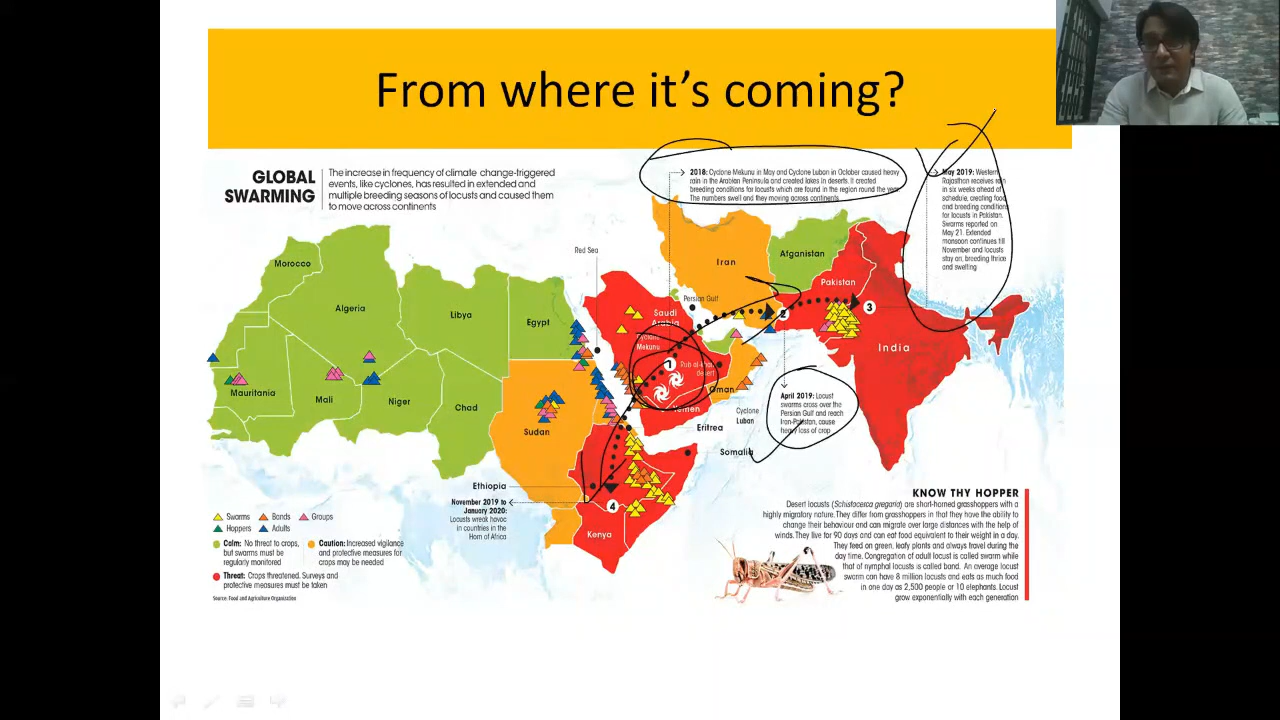 From where it's coming?
GLOBAL
SWARMING
The increase in frequency of climate change-triggered
events, like cyclones, has resulted in extended and
multiple breeding seasons of locusts and caused them
to move across continents
2018: Cyclone Mekunu in May and Cyclone Luban in October caused heavy
rain in the Arabian Peninsula and created lakes in deserts. It created
breeding conditions for locusts which are found in the region round the year.
The numbers swell and they moving across continents
May 2019: Western
Rajasthan receives rain
in six weeks ahead of
schedule, creating food
and breeding conditions
for locusts in Pakistan.
Swarms reported on
May 21. Extended
monsoon continues till
November and locusts
stay on, breeding thrice
and swelling
Red Sea
Morocco
Algeria
Libya
Egypt
Iran
Afganistan
Pakistan
Persian Gulf
Saudi
Arabia
Cyclone
Mekunu
1
2
3
India
Rub al-khali
desert
Mauritania
Mali
Niger
Chad
Sudan
Oman
Yemen
Cyclone
Luban
Eritrea
Somalia
April 2019: Locust
swarms cross over the
Persian Gulf and reach
Iran-Pakistan, cause
heavy loss of crop
Ethiopia
November 2019 to
January 2020:
Locusts wreak havoc
in countries in the
Horn of Africa
4
Kenya
Swarms Bands Groups
Hoppers Adults
Calm: No threat to crops,
but swarms must be
regularly monitored
Caution: Increased vigilance
and protective measures for
crops may be needed
Threat: Crops threatened. Surveys and
protective measures must be taken
Source: Food and Agriculture Organization
KNOW THY HOPPER
Desert locusts (Schistocerca gregaria) are short-horned grasshoppers with a
highly migratory nature. They differ from grasshoppers in that they have the ability to
change their behaviour and can migrate over large distances with the help of
winds. They live for 90 days and can eat food equivalent to their weight in a day.
They feed on green, leafy plants and always travel during the
day time. Congregation of adult locust is called swarm while
that of nymphal locusts is called band. An average locust
swarm can have 8 million locusts and eats as much food
in one day as 2,500 people or 10 elephants. Locust
grow exponentially with each generation